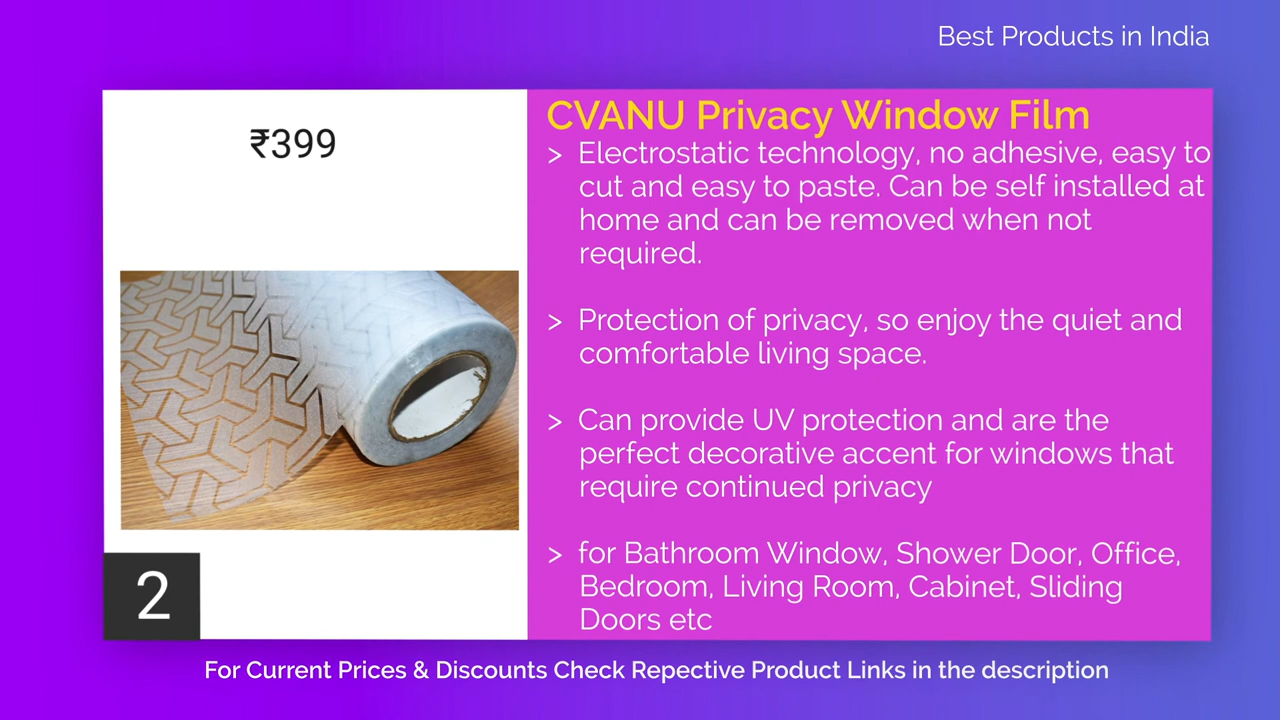 Best Products in India
₹399
CVANU Privacy Window Film
> Electrostatic technology, no adhesive, easy to
cut and easy to paste. Can be self installed at
home and can be removed when not
required.
> Protection of privacy, so enjoy the quiet and
comfortable living space.
> Can provide UV protection and are the
perfect decorative accent for windows that
require continued privacy
> for Bathroom Window, Shower Door, Office,
Bedroom, Living Room, Cabinet, Sliding
Doors etc
2
For Current Prices & Discounts Check Repective Product Links in the description